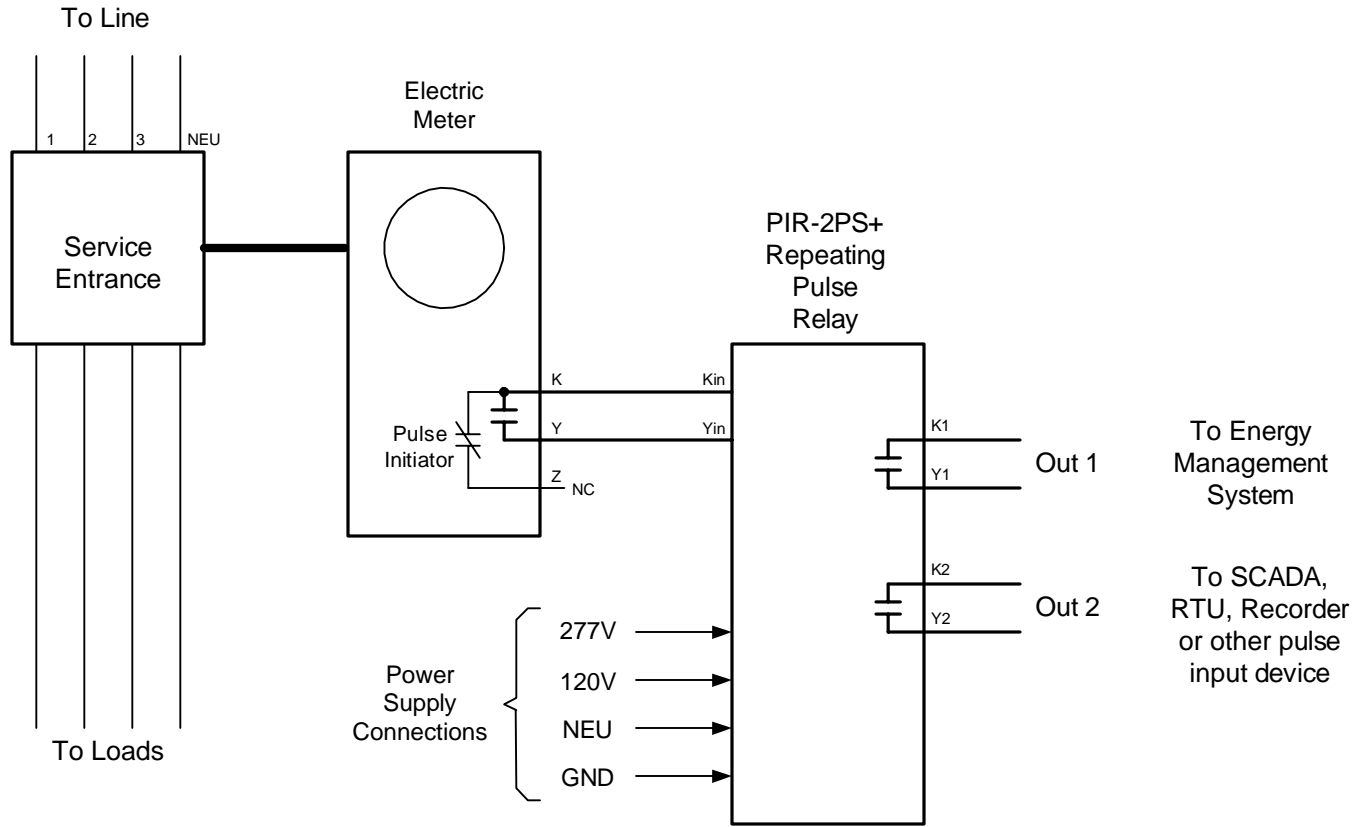 To Line
1
2
3
NEU
Service
Entrance
To Loads
Electric
Meter
Pulse
Initiator
K
Y
Z
NC
PIR-2PS+
Repeating
Pulse
Relay
Kin
Yin
K1
Y1
Out 1
To Energy
Management
System
K2
Y2
Out 2
To SCADA,
RTU, Recorder
or other pulse
input device
Power
Supply
Connections
277V
120V
NEU
GND